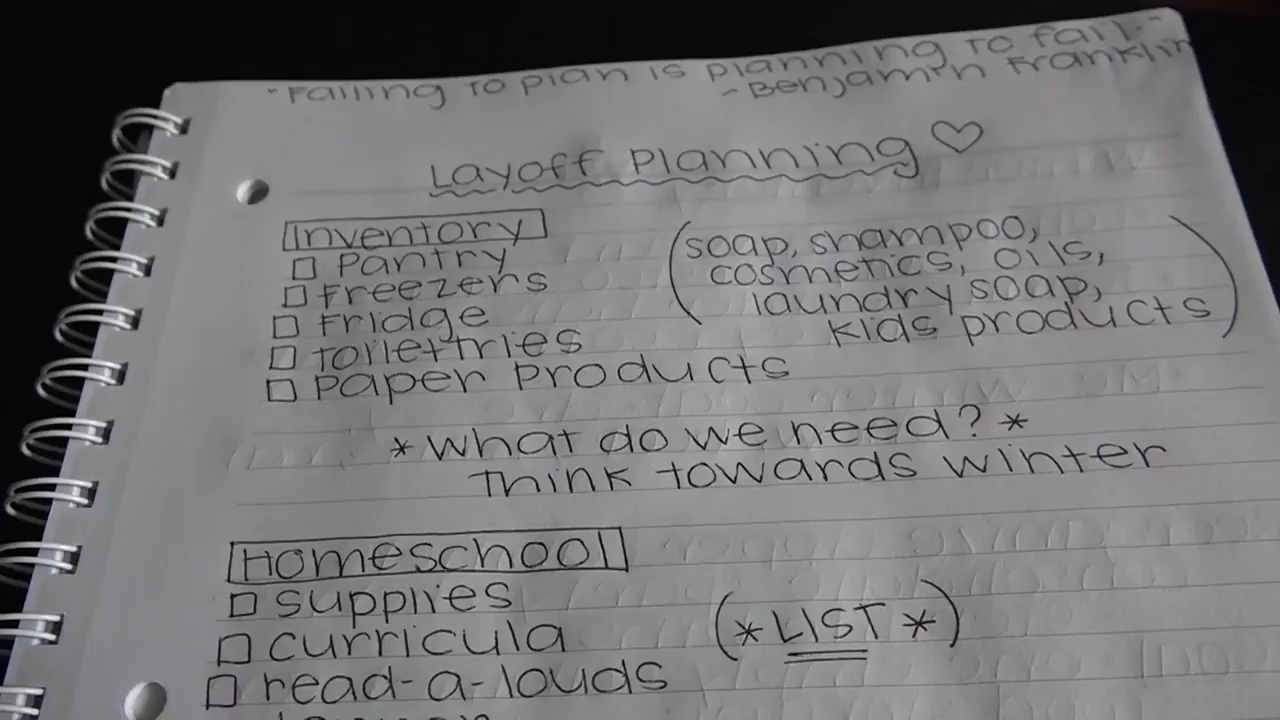 "Failing to plan is planning to fail."
- Benjamin Franklin
Layoff Planning ♡
Inventory
☐ Pantry
☐ Freezers
☐ Fridge
☐ toiletries
☐ Paper Products
(soap, shampoo,
cosmetics, oils,
laundry soap,
kids products)
*What do we need?*
Think towards winter
Homeschool
☐ supplies
☐ curricula
☐ read-a-louds
(*LIST*)